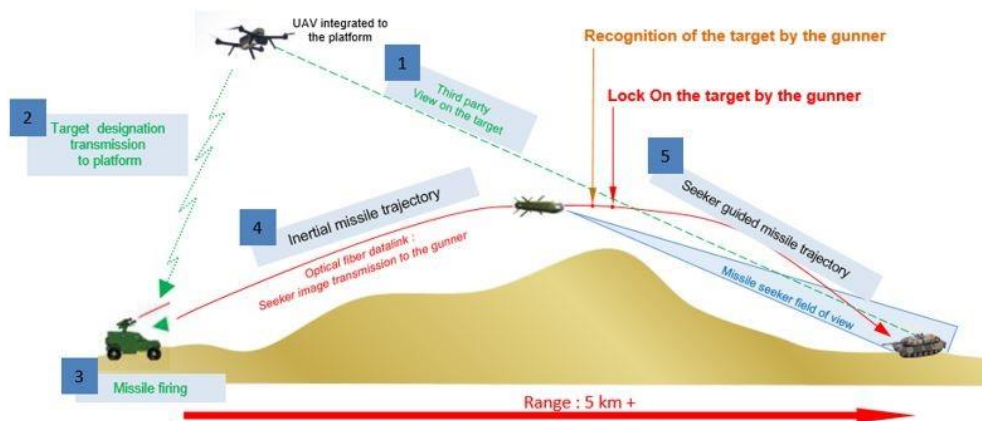 UAV integrated to
the platform
Recognition of the target by the gunner
1
Third party
View on the target
Lock On the target by the gunner
2
Target designation
transmission
to platform
5
Seeker guided missile trajectory
4
Inertial missile trajectory
Optical fiber datalink :
Seeker image transmission to the gunner
Missile seeker field of view
3
Missile firing
Range : 5 km +